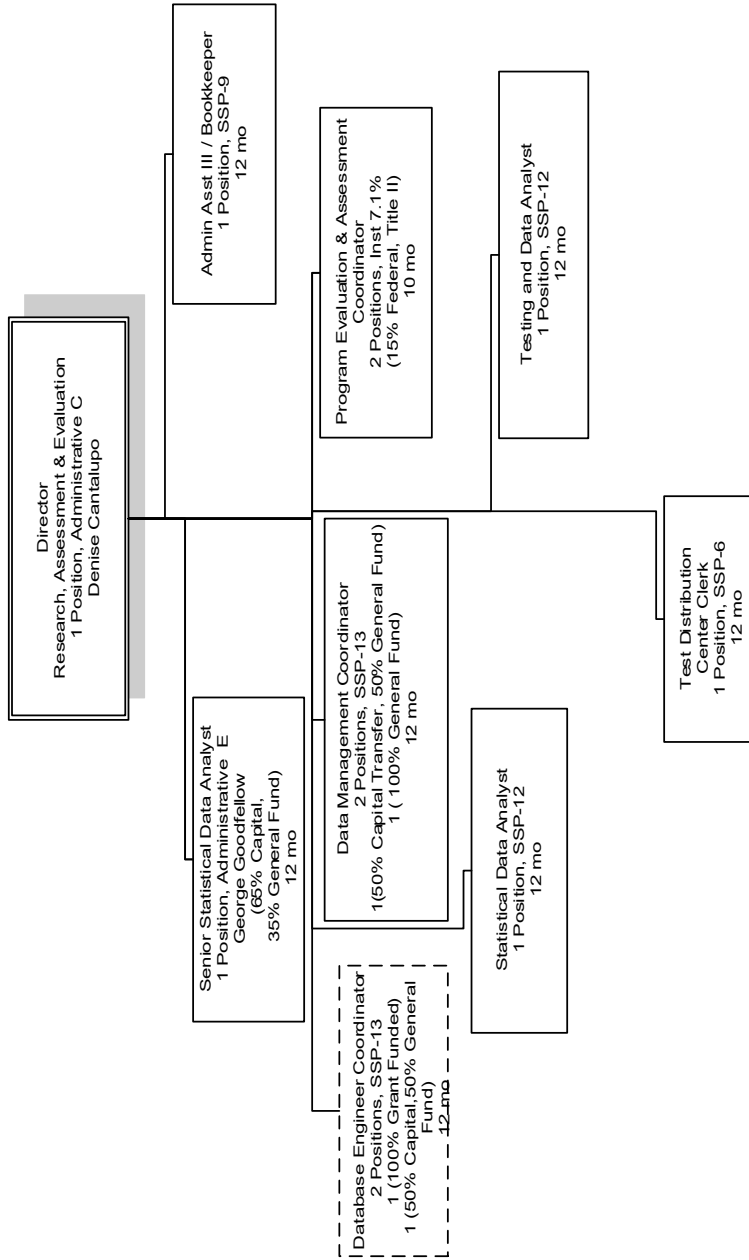 Director
Research, Assessment & Evaluation
1 Position, Administrative C
Denise Cantalupo
Senior Statistical Data Analyst
1 Position, Administrative E
George Goodfellow
(65% Capital,
35% General Fund)
12 mo
Admin Asst III / Bookkeeper
1 Position, SSP-9
12 mo
Database Engineer Coordinator
2 Positions, SSP-13
1 (100% Grant Funded)
1 (50% Capital,50% General
Fund)
12 mo
Data Management Coordinator
2 Positions, SSP-13
1(50% Capital Transfer, 50% General Fund)
1 ( 100% General Fund)
12 mo
Program Evaluation & Assessment
Coordinator
2 Positions, Inst 7.1%
(15% Federal, Title II)
10 mo
Statistical Data Analyst
1 Position, SSP-12
12 mo
Testing and Data Analyst
1 Position, SSP-12
12 mo
Test Distribution
Center Clerk
1 Position, SSP-6
12 mo